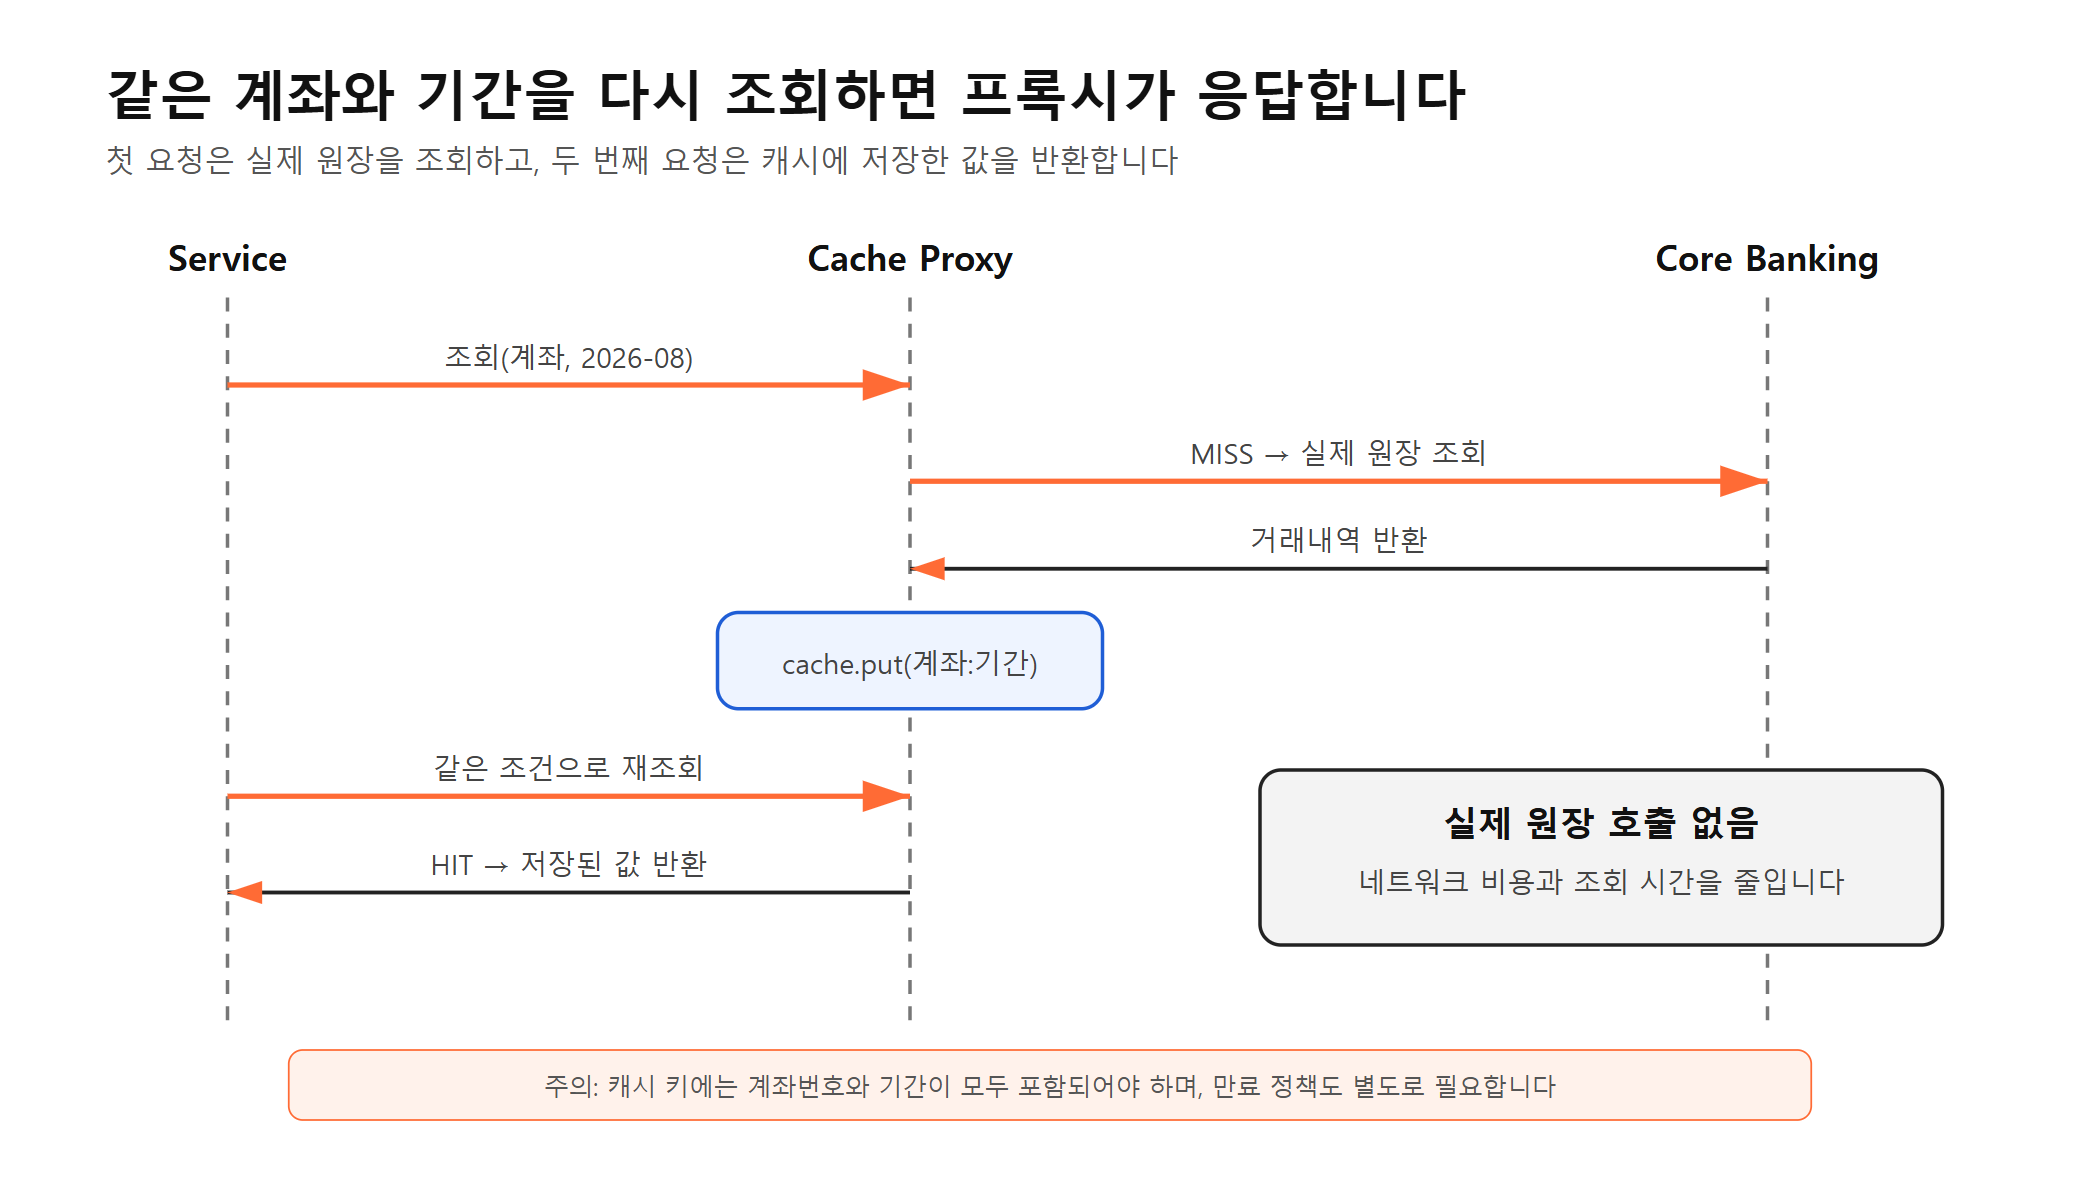 같은 계좌와 기간을 다시 조회하면 프록시가 응답합니다
첫 요청은 실제 원장을 조회하고, 두 번째 요청은 캐시에 저장한 값을 반환합니다
Service
Cache Proxy
Core Banking
조회(계좌, 2026-08)
MISS → 실제 원장 조회
거래내역 반환
cache.put(계좌:기간)
같은 조건으로 재조회
HIT → 저장된 값 반환
실제 원장 호출 없음
네트워크 비용과 조회 시간을 줄입니다
주의: 캐시 키에는 계좌번호와 기간이 모두 포함되어야 하며, 만료 정책도 별도로 필요합니다